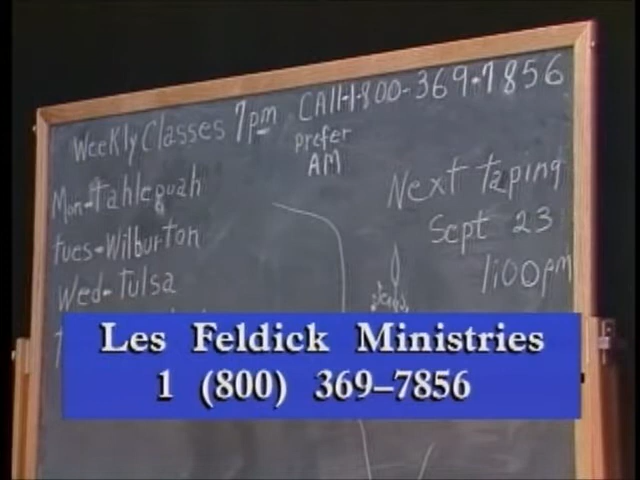 Weekly Classes 7pm CAll-1-800-369-7856
prefer
AM
Mon-Tahlequah
Next taping
Tues-Wilburton
Sept 23
Wed-Tulsa
1:00pm
Les Feldick Ministries
1 (800) 369–7856